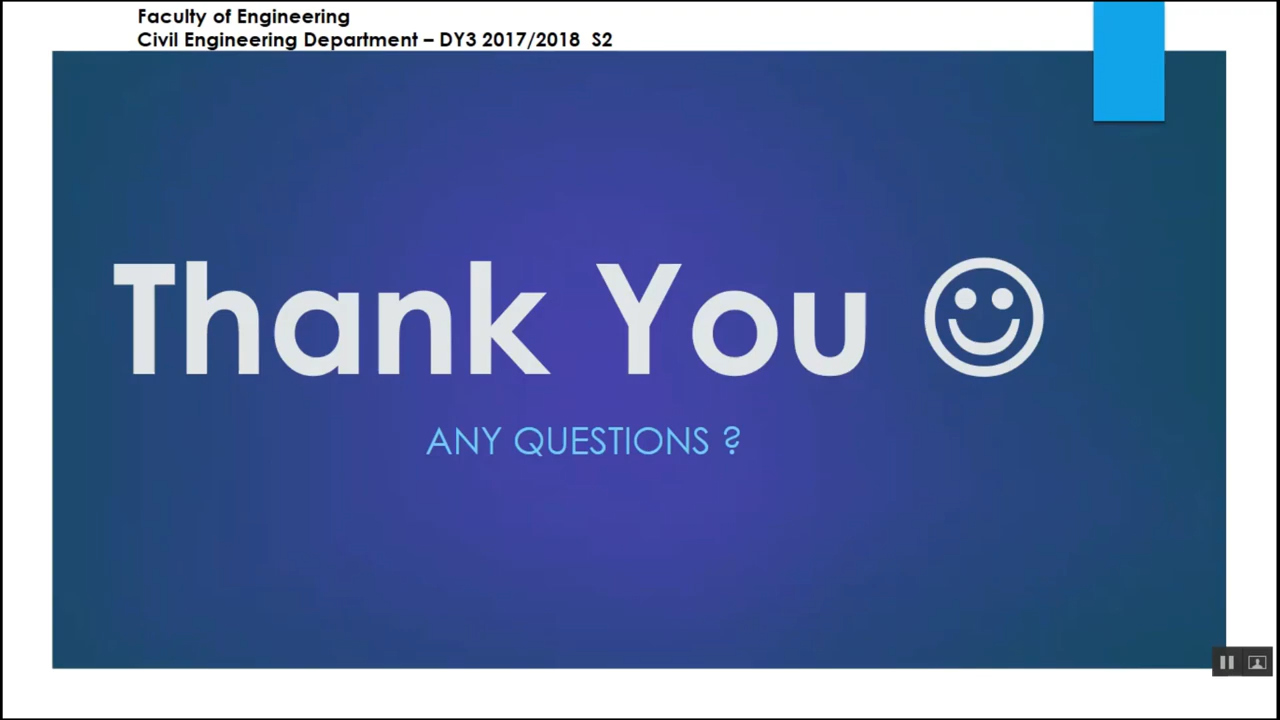 Faculty of Engineering
Civil Engineering Department – DY3 2017/2018 S2
Thank You ☺
ANY QUESTIONS ?